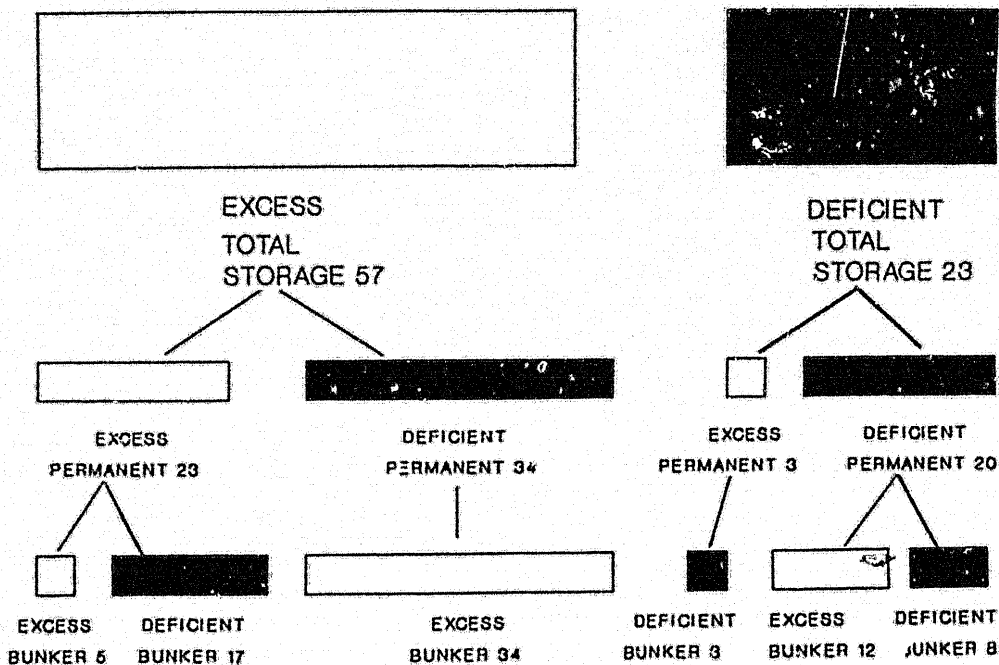 EXCESS
TOTAL
STORAGE 57
DEFICIENT
TOTAL
STORAGE 23
EXCESS
PERMANENT 23
DEFICIENT
PERMANENT 34
EXCESS
PERMANENT 3
DEFICIENT
PERMANENT 20
EXCESS
BUNKER 5
DEFICIENT
BUNKER 17
EXCESS
BUNKER 34
DEFICIENT
BUNKER 3
EXCESS
BUNKER 12
DEFICIENT
JUNKER 8